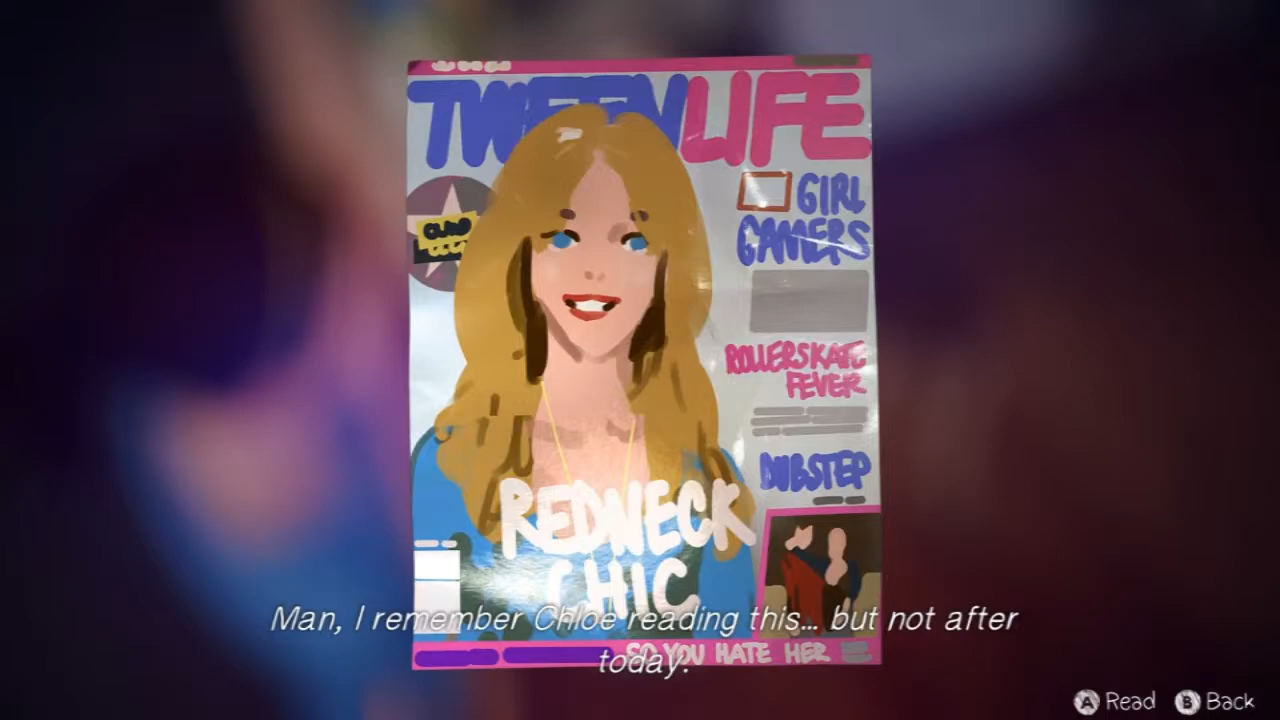 TWEENLIFE
GIRL
GAMERS
ROLLERSKATE
FEVER
DUBSTEP
REDNECK
CHIC
Man, I remember Chloe reading this... but not after
today.
SO YOU HATE HER
A Read B Back